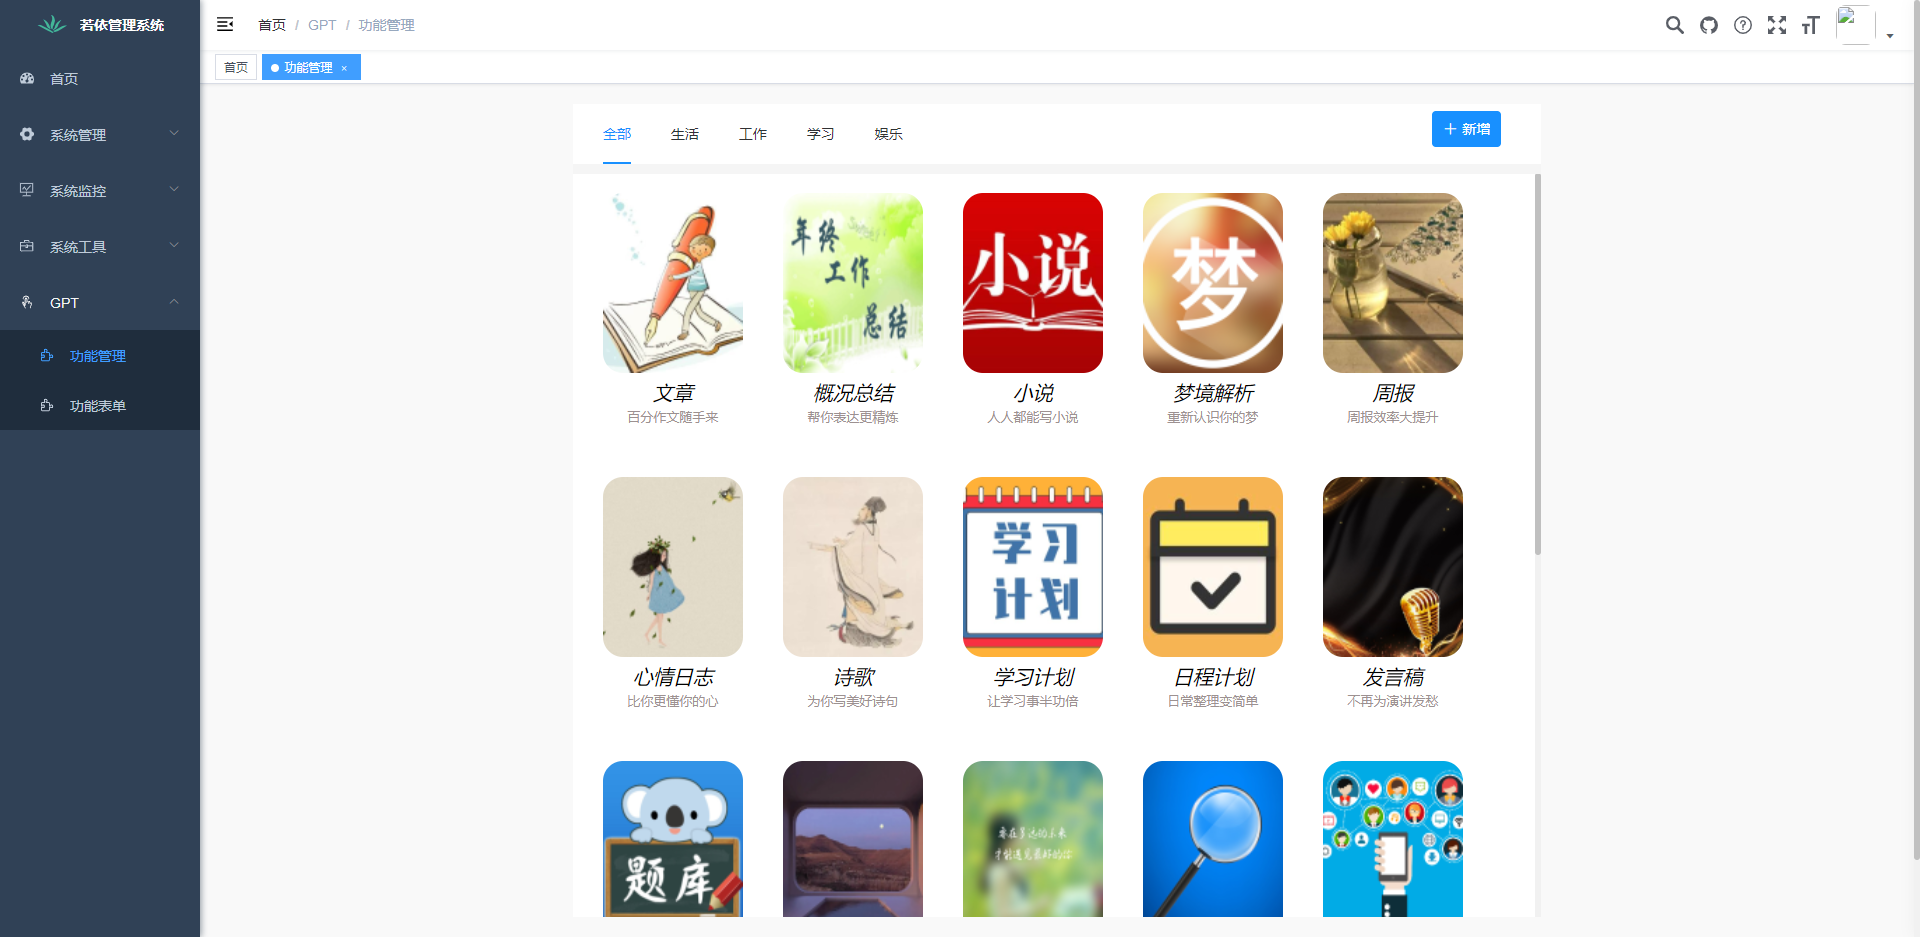 若依管理系统
首页
系统管理
系统监控
系统工具
GPT
功能管理
功能表单
首页 / GPT / 功能管理
首页
功能管理 ×
全部 生活 工作 学习 娱乐
+ 新增
年终
工作
总结
小说
梦
文章 概况总结 小说 梦境解析 周报
百分作文随手来 帮你表达更精炼 人人都能写小说 重新认识你的梦 周报效率大提升
学习
计划
心情日志 诗歌 学习计划 日程计划 发言稿
比你更懂你的心 为你写美好诗句 让学习事半功倍 日常整理变简单 不再为演讲发愁
题库